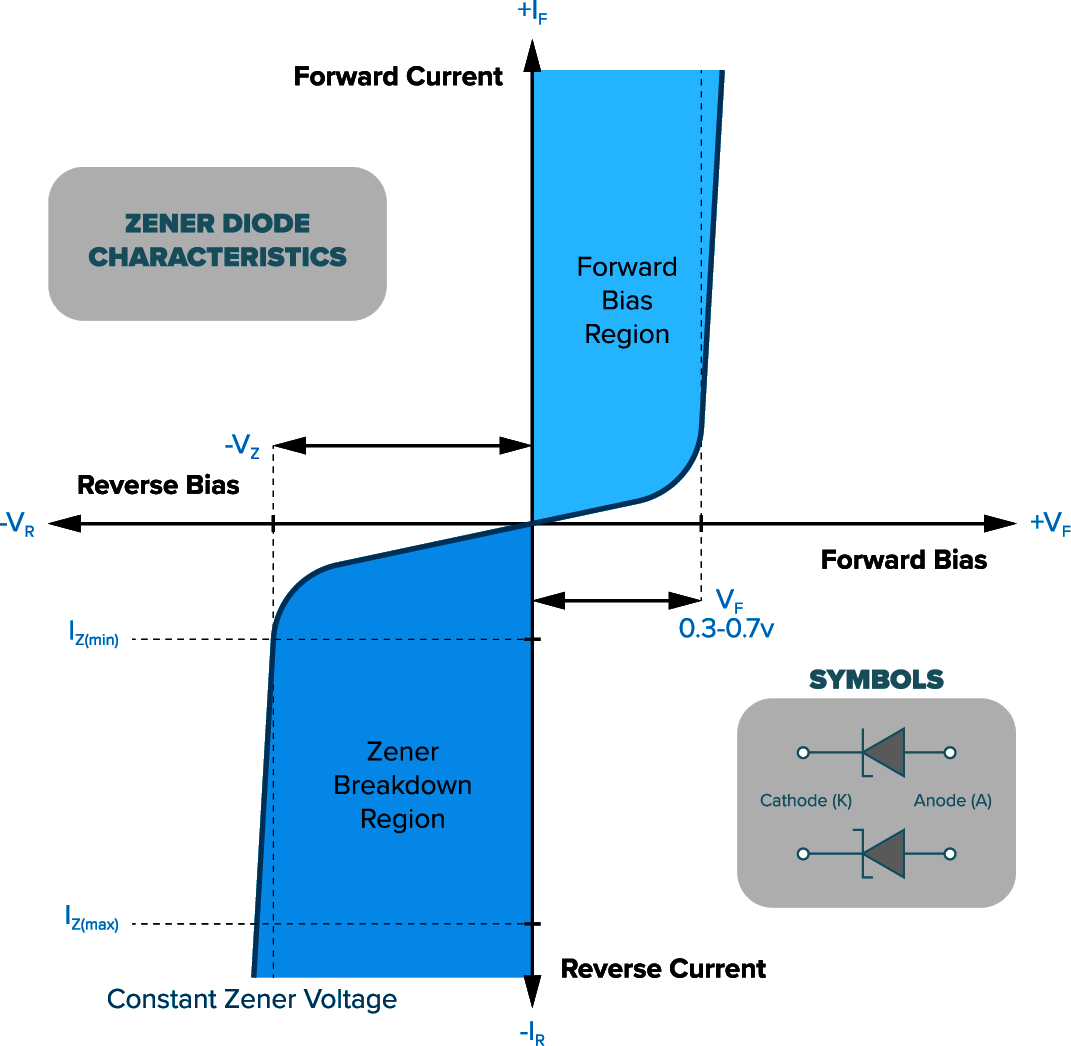 +IF
Forward Current
ZENER DIODE
CHARACTERISTICS
Forward
Bias
Region
-VZ
Reverse Bias
-VR
+VF
Forward Bias
VF
0.3-0.7v
IZ(min)
SYMBOLS
Zener
Breakdown
Region
Cathode (K) Anode (A)
IZ(max)
Reverse Current
Constant Zener Voltage
-IR